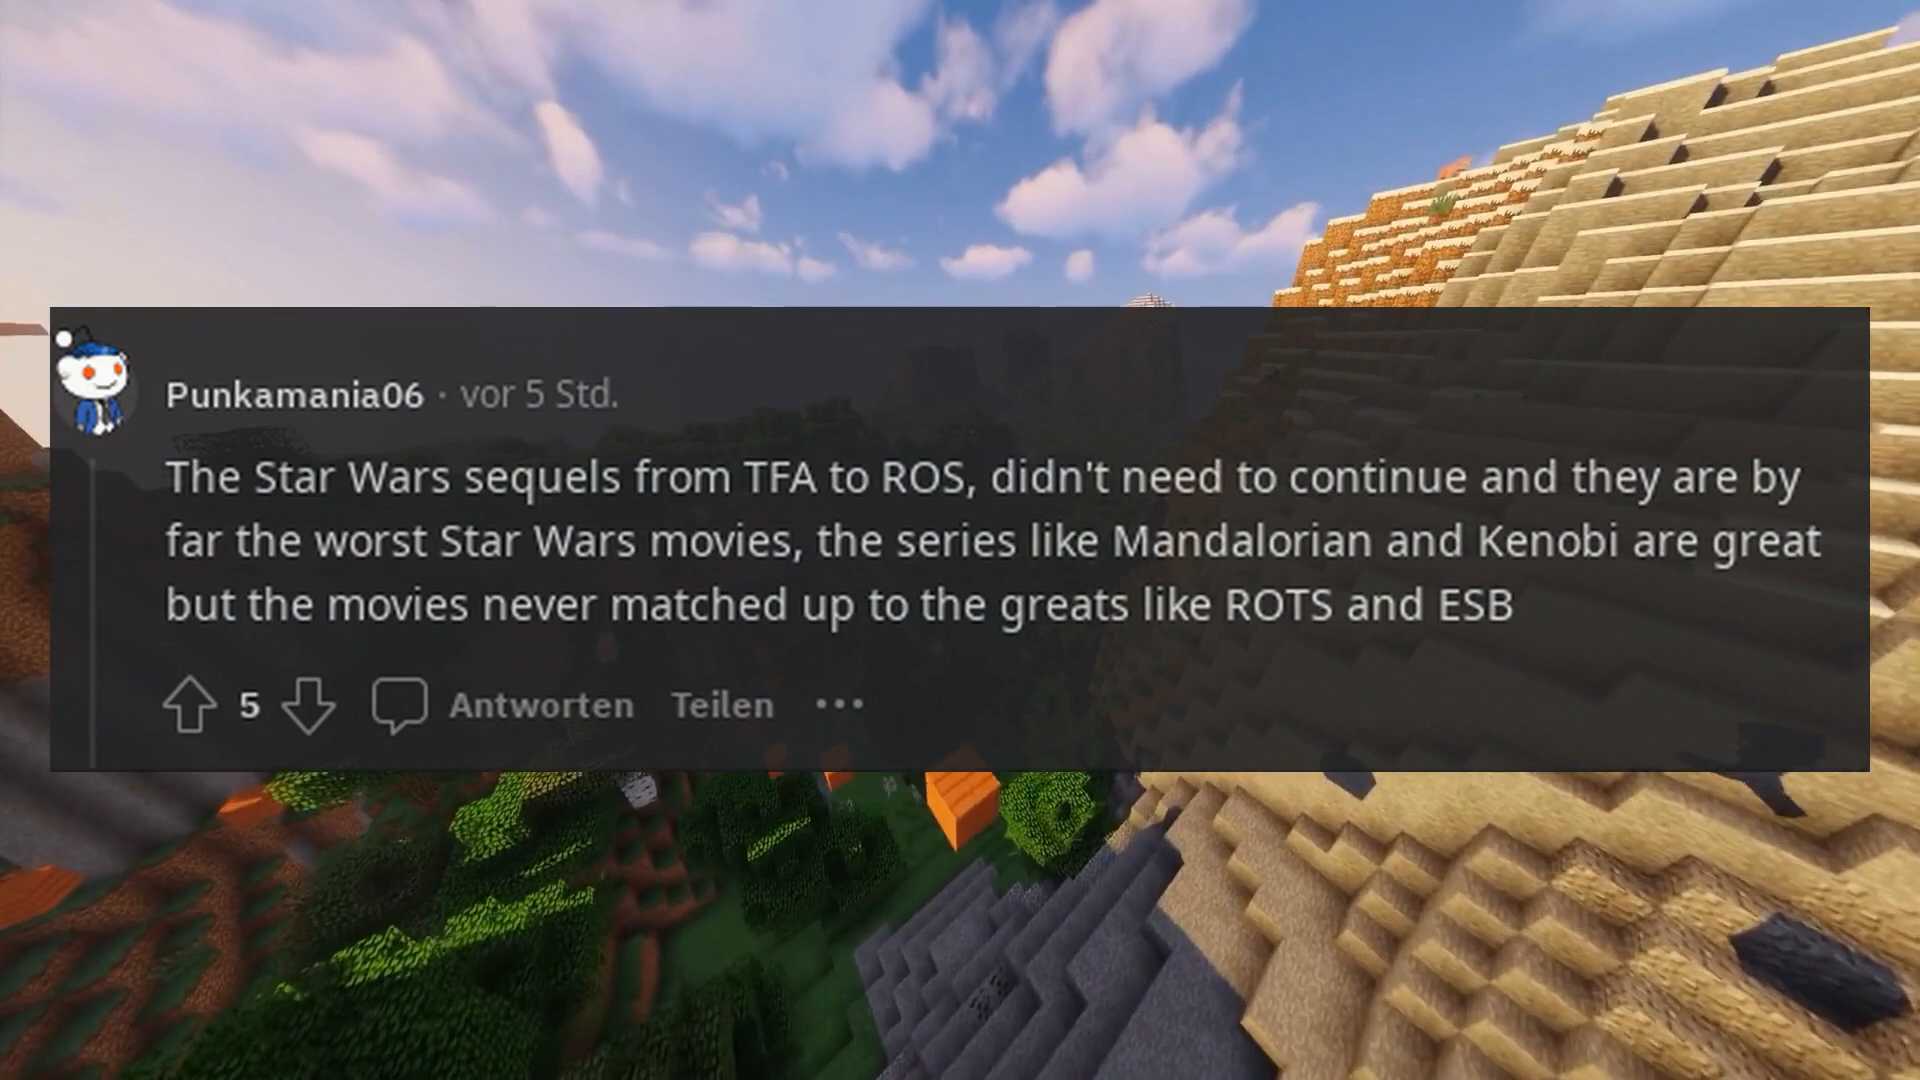 Punkamania06 · vor 5 Std.
The Star Wars sequels from TFA to ROS, didn't need to continue and they are by
far the worst Star Wars movies, the series like Mandalorian and Kenobi are great
but the movies never matched up to the greats like ROTS and ESB
5 Antworten Teilen •••